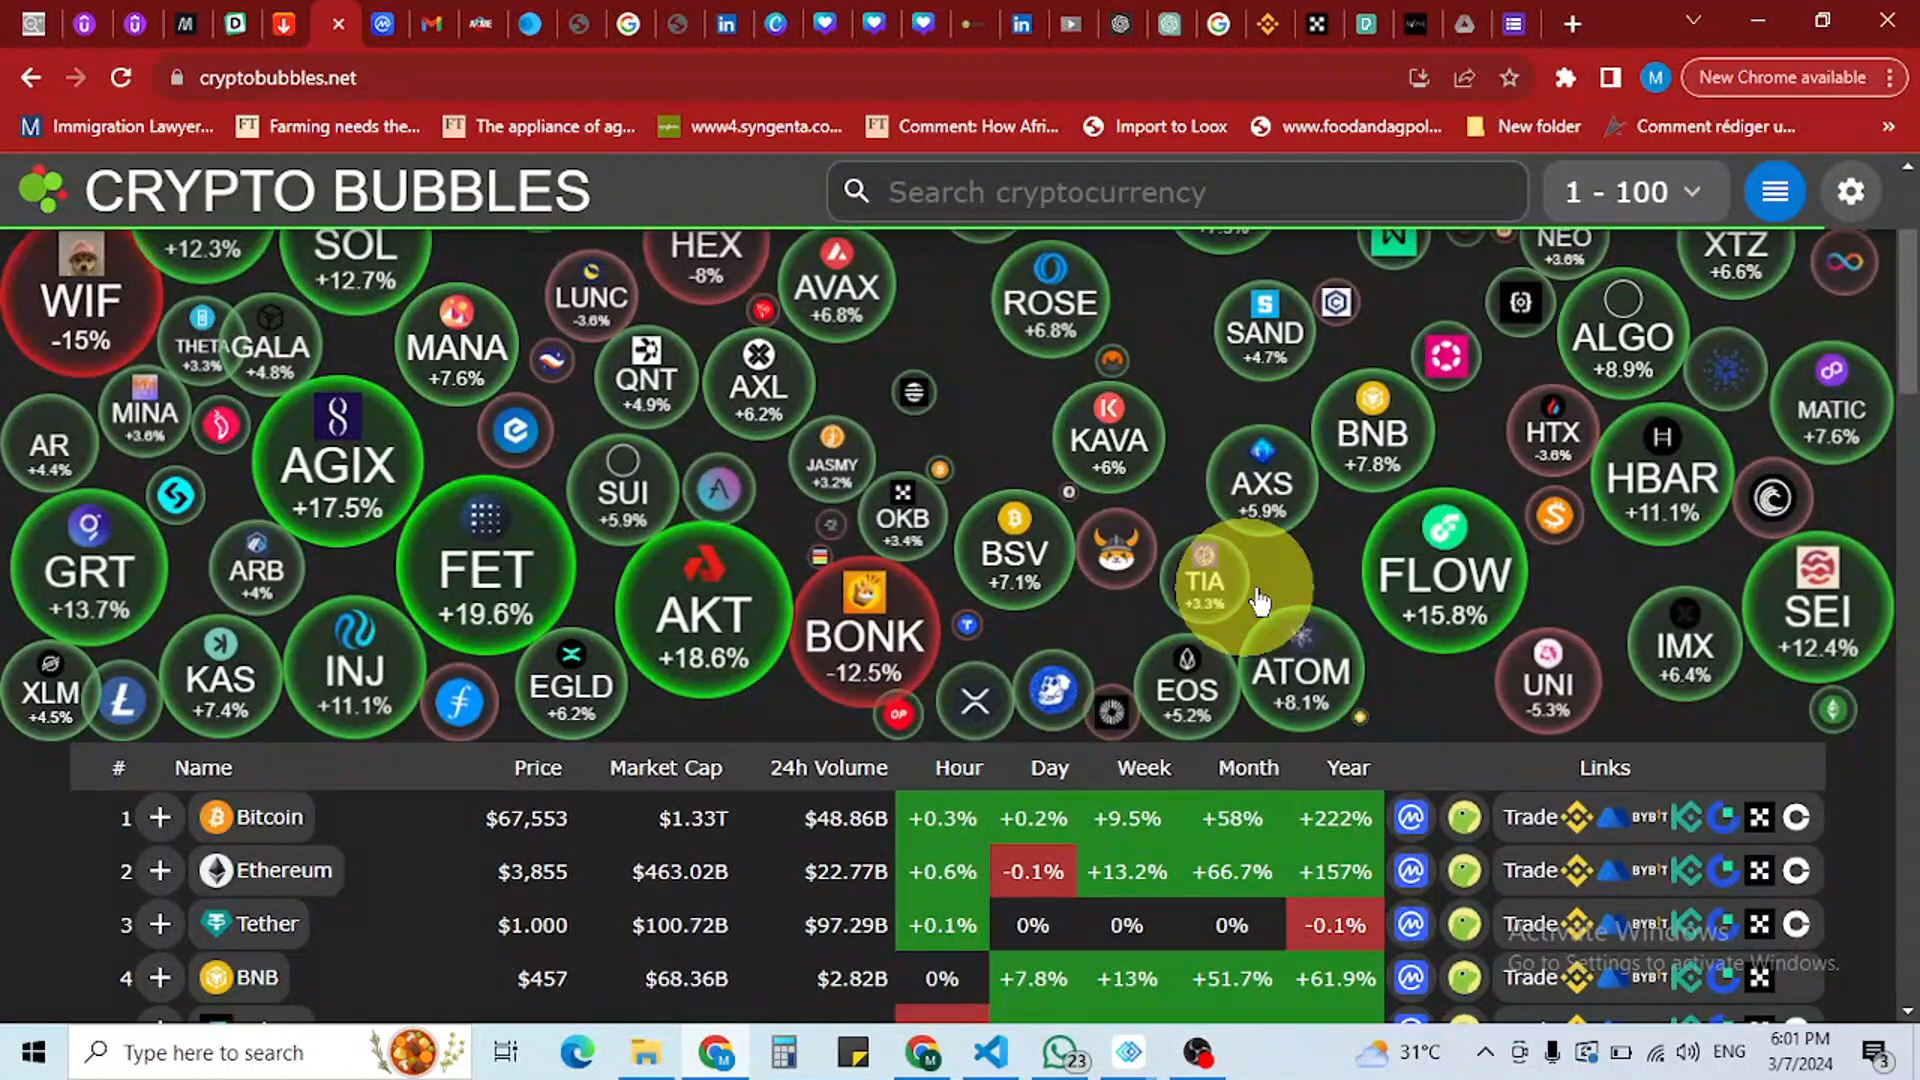 cryptobubbles.net
New Chrome available
Immigration Lawyer...
Farming needs the...
The appliance of ag...
www4.syngenta.co...
Comment: How Afri...
Import to Loox
www.foodandagpol...
New folder
Comment rédiger u...
CRYPTO BUBBLES
Search cryptocurrency
1 - 100
WIF
-15%
+12.3%
SOL
+12.7%
LUNC
-3.6%
HEX
-8%
AVAX
+6.8%
ROSE
+6.8%
SAND
+4.7%
NEO
+3.6%
XTZ
+6.6%
ALGO
+8.9%
MATIC
+7.6%
THETA
+3.3%
GALA
+4.8%
MANA
+7.6%
QNT
+4.9%
AXL
+6.2%
MINA
+3.6%
AR
+4.4%
AGIX
+17.5%
SUI
+5.9%
JASMY
+3.2%
OKB
+3.4%
KAVA
+6%
AXS
+5.9%
BNB
+7.8%
HTX
-3.6%
HBAR
+11.1%
GRT
+13.7%
ARB
+4%
FET
+19.6%
AKT
+18.6%
BONK
-12.5%
BSV
+7.1%
TIA
+3.3%
FLOW
+15.8%
SEI
+12.4%
XLM
+4.5%
KAS
+7.4%
INJ
+11.1%
EGLD
+6.2%
OP
EOS
+5.2%
ATOM
+8.1%
UNI
-5.3%
IMX
+6.4%
# Name Price Market Cap 24h Volume Hour Day Week Month Year Links
1 Bitcoin $67,553 $1.33T $48.86B +0.3% +0.2% +9.5% +58% +222% Trade BYBIT
2 Ethereum $3,855 $463.02B $22.77B +0.6% -0.1% +13.2% +66.7% +157% Trade BYBIT
3 Tether $1.000 $100.72B $97.29B +0.1% 0% 0% 0% -0.1% Trade BYBIT
4 BNB $457 $68.36B $2.82B 0% +7.8% +13% +51.7% +61.9% Trade BYBIT
Activate Windows
Go to Settings to activate Windows.
Type here to search
23
31°C
ENG
6:01 PM
3/7/2024
3